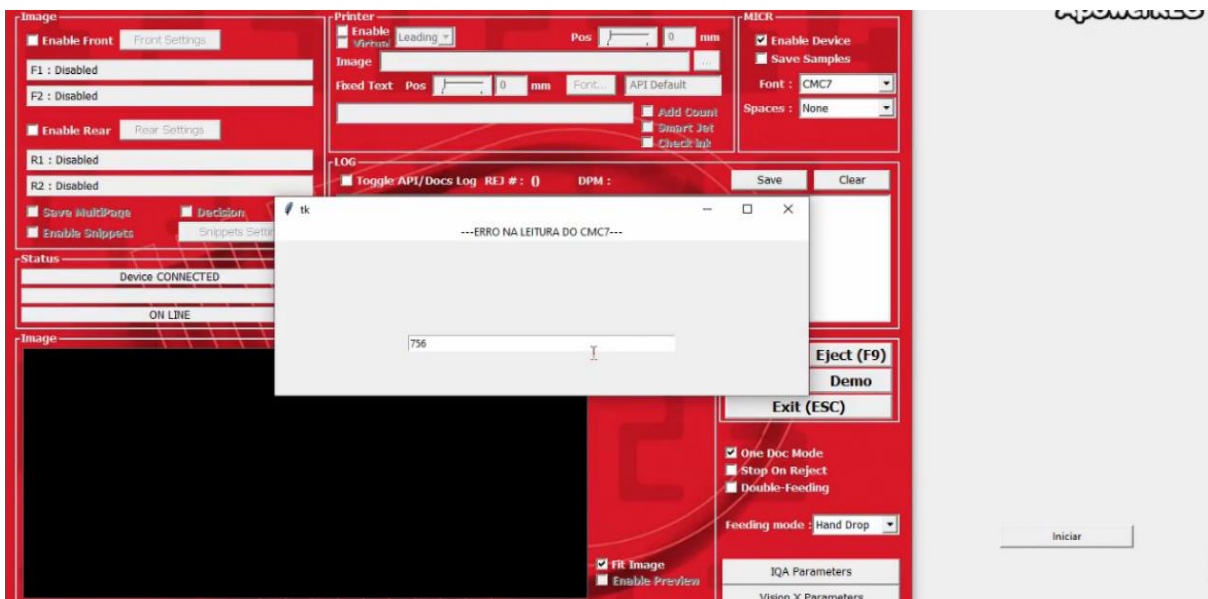 Image
Enable Front
Front Settings
F1 : Disabled
F2 : Disabled
Enable Rear
Rear Settings
R1 : Disabled
R2 : Disabled
Save MultiPage
Decision
Enable Snippets
Status
Device CONNECTED
ON LINE
Image
Printer
Enable
Virtual
Leading
Pos
0
mm
Image
...
Fixed Text
Pos
0
mm
Font...
API Default
Add Count
Smart Jet
Check Ink
MICR
Enable Device
Save Samples
Font :
CMC7
Spaces :
None
LOG
Toggle API/Docs Log
REJ # : ()
DPM :
Save
Clear
tk
---ERRO NA LEITURA DO CMC7---
756
Eject (F9)
Demo
Exit (ESC)
One Doc Mode
Stop On Reject
Double-Feeding
Feeding mode :
Hand Drop
Fit Image
Enable Preview
IQA Parameters
Vision X Parameters
Iniciar